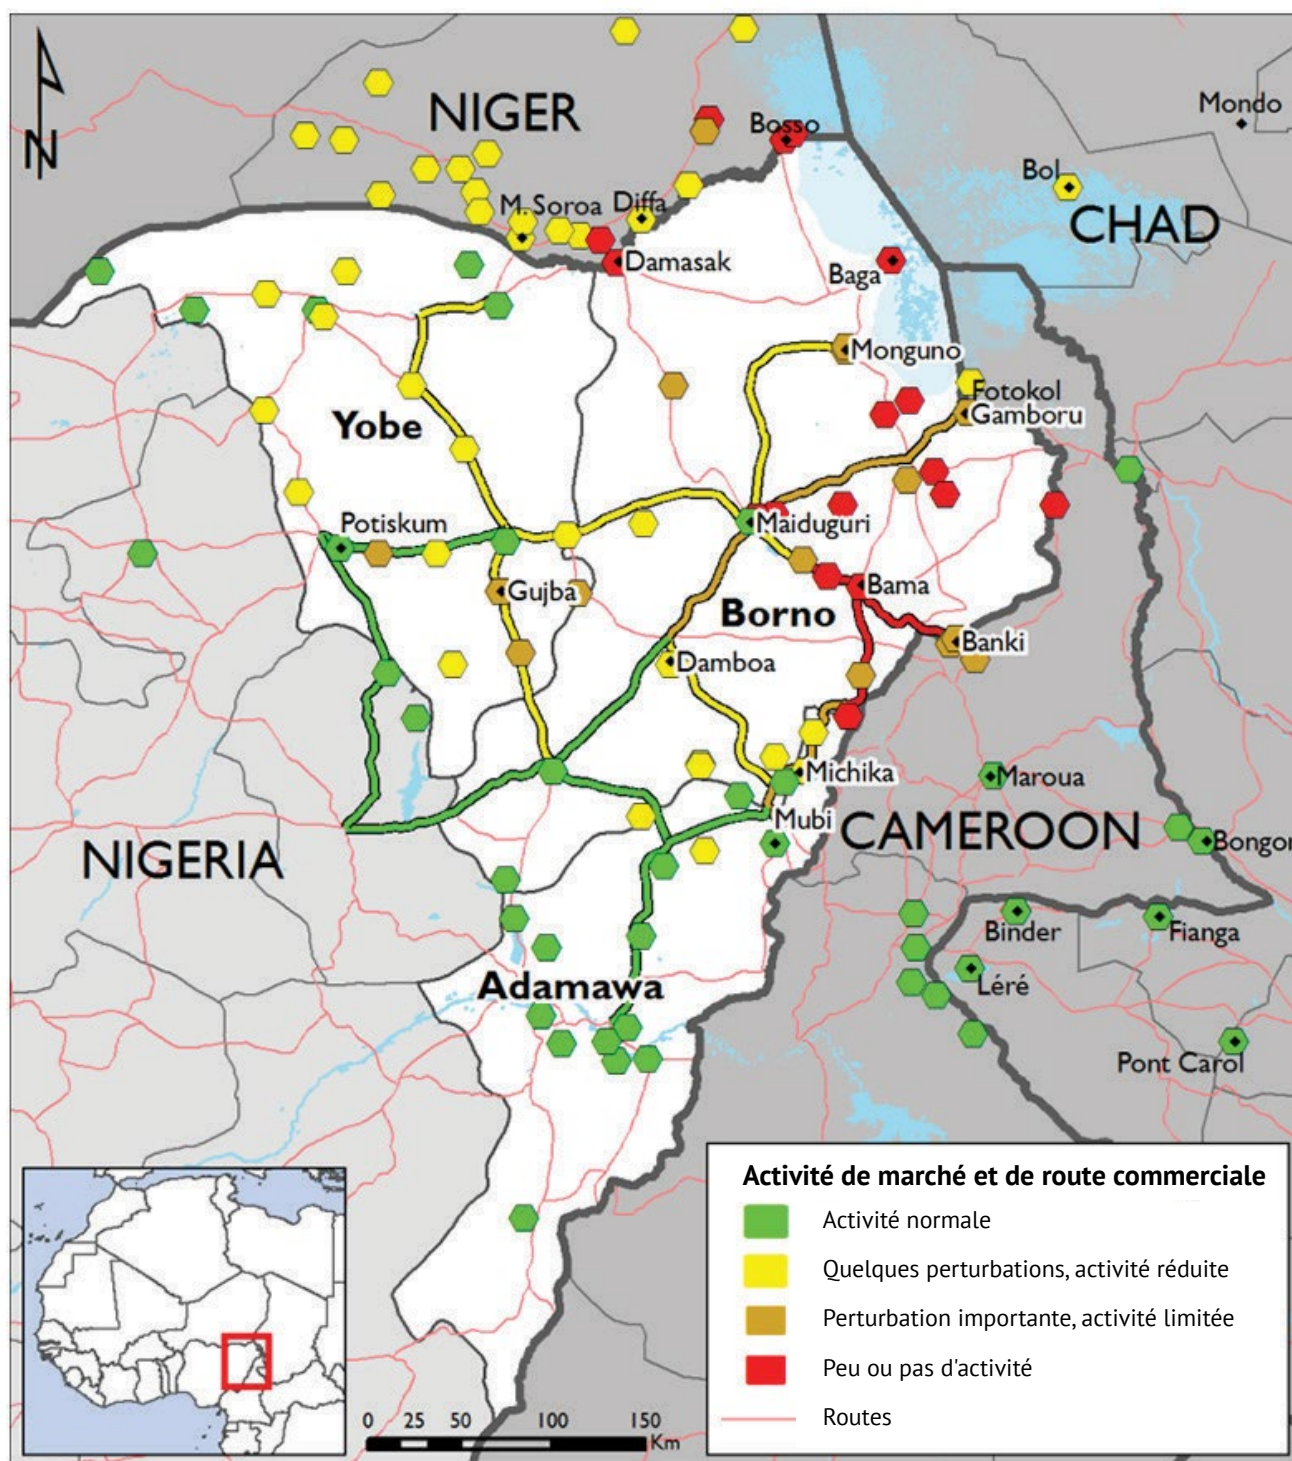 NIGER
Mondo
Bosso
Bol
M. Soroa
Diffa
CHAD
Damasak
Baga
Monguno
Fotokol
Gamboru
Yobe
Potiskum
Maiduguri
Gujba
Bama
Borno
Banki
Damboa
Michika
Maroua
Mubi
CAMEROON
NIGERIA
Bongor
Binder
Fianga
Léré
Adamawa
Pont Carol
N
Activité de marché et de route commerciale
Activité normale
Quelques perturbations, activité réduite
Perturbation importante, activité limitée
Peu ou pas d'activité
Routes
0 25 50 100 150
Km